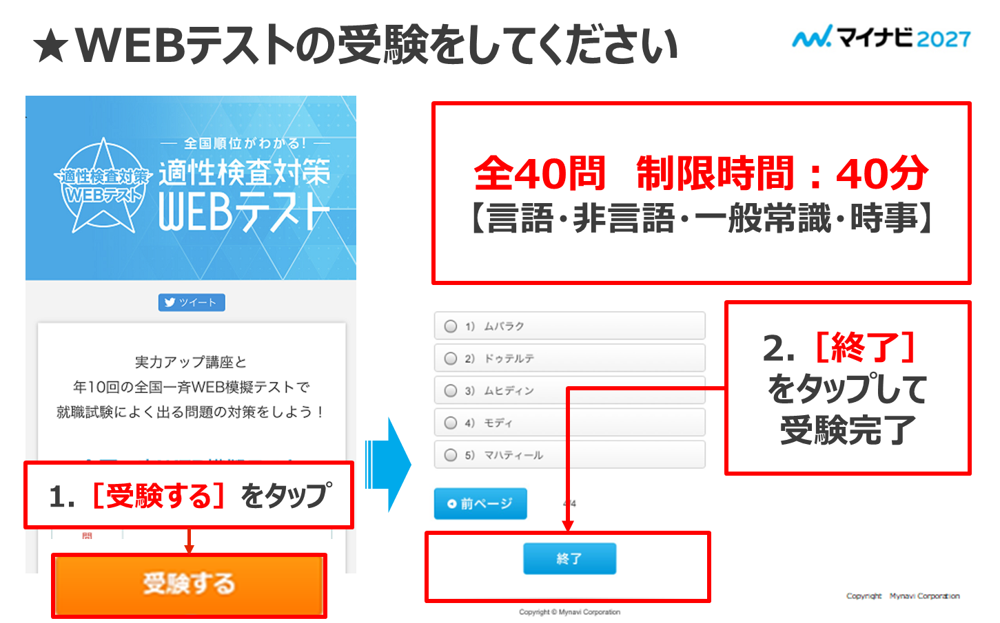 ★WEBテストの受験をしてください
マイナビ2027
全国順位がわかる!
適性検査対策
WEBテスト
適性検査対策
WEBテスト
ツイート
実力アップ講座と
年10回の全国一斉WEB模擬テストで
就職試験によく出る問題の対策をしよう！
1.［受験する］をタップ
問
受験する
全40問　制限時間：40分
【言語・非言語・一般常識・時事】
1） ムバラク
2） ドゥテルテ
3） ムヒディン
4） モディ
5） マハティール
前ページ
4/4
終了
2.［終了］
をタップして
受験完了
Copyright © Mynavi Corporation
Copyright Mynavi Corporation